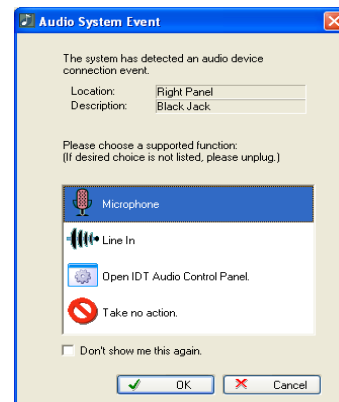 Audio System Event
The system has detected an audio device
connection event.
Location: Right Panel
Description: Black Jack
Please choose a supported function:
(If desired choice is not listed, please unplug.)
Microphone
Line In
Open IDT Audio Control Panel.
Take no action.
Don't show me this again.
OK Cancel